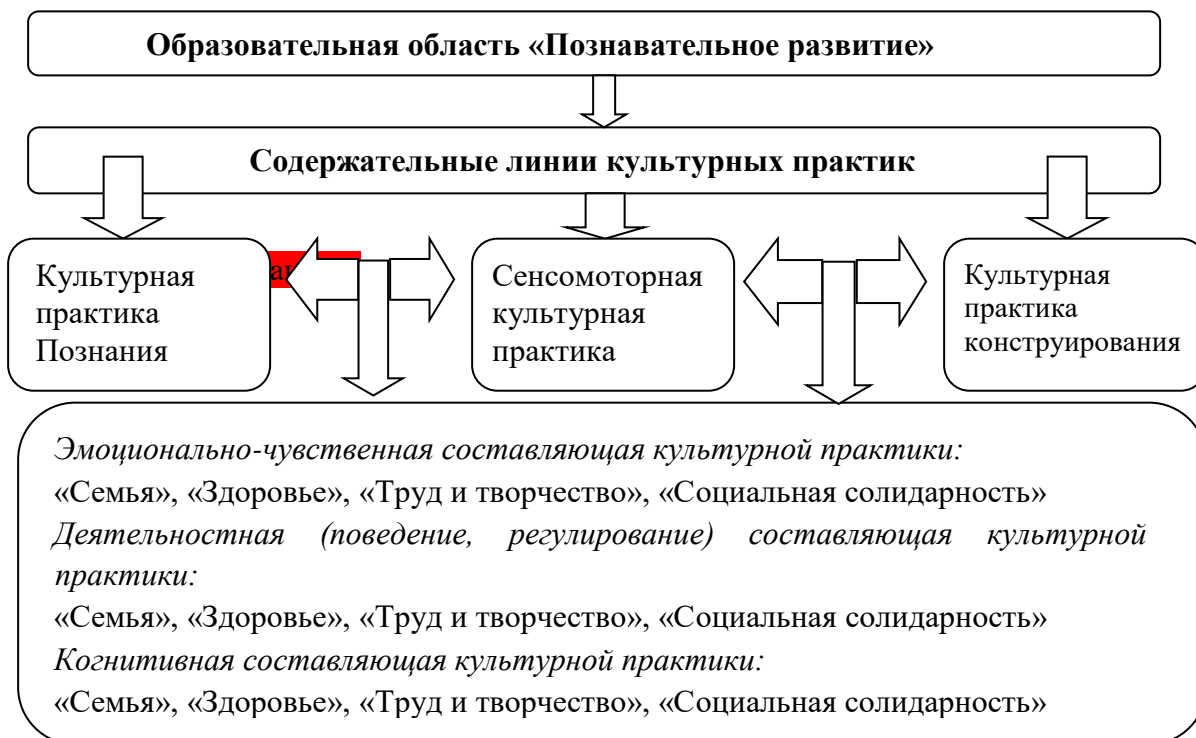 Образовательная область «Познавательное развитие»
Содержательные линии культурных практик
Культурная
практика
Познания
Сенсомоторная
культурная
практика
Культурная
практика
конструирования
Эмоционально-чувственная составляющая культурной практики:
«Семья», «Здоровье», «Труд и творчество», «Социальная солидарность»
Деятельностная (поведение, регулирование) составляющая культурной
практики:
«Семья», «Здоровье», «Труд и творчество», «Социальная солидарность»
Когнитивная составляющая культурной практики:
«Семья», «Здоровье», «Труд и творчество», «Социальная солидарность»